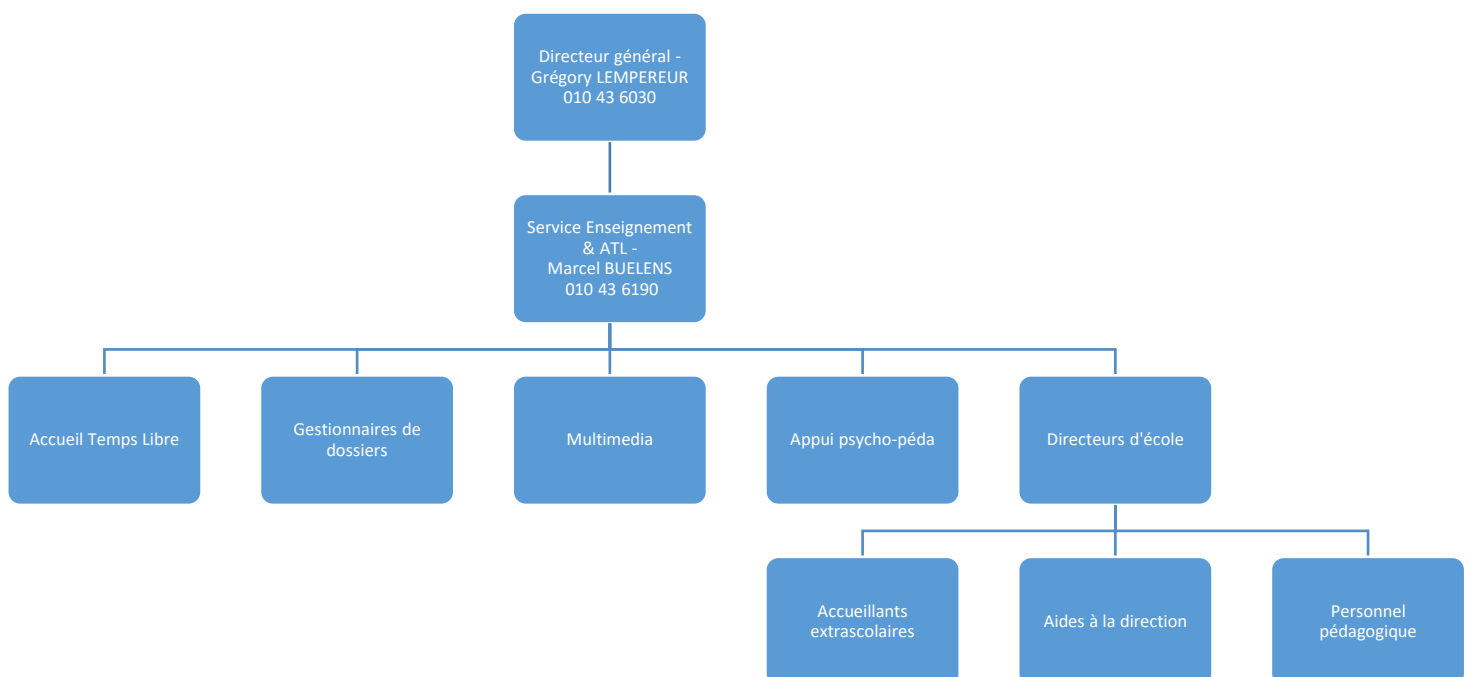 Directeur général -
Grégory LEMPEREUR
010 43 6030
Service Enseignement
& ATL -
Marcel BUELENS
010 43 6190
Accueil Temps Libre
Gestionnaires de
dossiers
Multimedia
Appui psycho-péda
Directeurs d'école
Accueillants
extrascolaires
Aides à la direction
Personnel
pédagogique